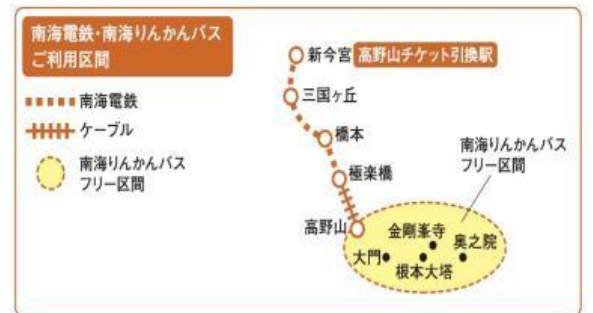 南海電鉄・南海りんかんバス
ご利用区間
南海電鉄
ケーブル
南海りんかんバス
フリー区間
新今宮 高野山チケット引換駅
三国ヶ丘
橋本
極楽橋
高野山
南海りんかんバス
フリー区間
金剛峯寺
奥之院
大門
根本大塔